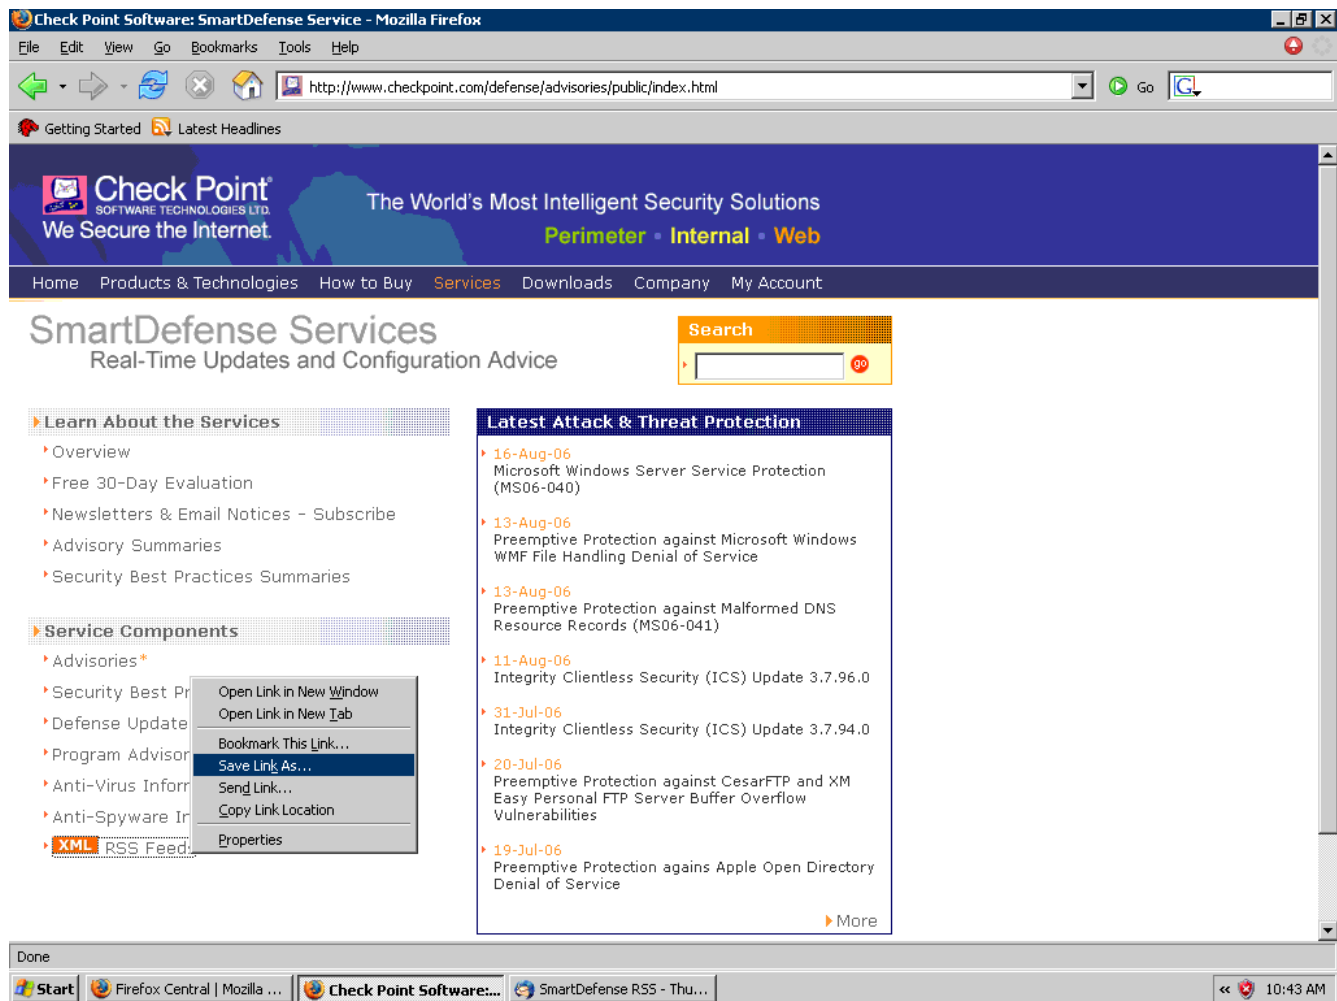 Check Point Software: SmartDefense Service - Mozilla Firefox
File Edit View Go Bookmarks Tools Help
http://www.checkpoint.com/defense/advisories/public/index.html
Go
G
Getting Started
Latest Headlines
Check Point
SOFTWARE TECHNOLOGIES LTD.
We Secure the Internet.
The World's Most Intelligent Security Solutions
Perimeter Internal Web
Home Products & Technologies How to Buy Services Downloads Company My Account
SmartDefense Services
Real-Time Updates and Configuration Advice
Search
go
Learn About the Services
Overview
Free 30-Day Evaluation
Newsletters & Email Notices - Subscribe
Advisory Summaries
Security Best Practices Summaries
Service Components
Advisories*
Security Best Pr
Defense Update
Program Advisor
Anti-Virus Inforr
Anti-Spyware Ir
XML RSS Feeds
Open Link in New Window
Open Link in New Tab
Bookmark This Link...
Save Link As...
Send Link...
Copy Link Location
Properties
Latest Attack & Threat Protection
16-Aug-06
Microsoft Windows Server Service Protection
(MS06-040)
13-Aug-06
Preemptive Protection against Microsoft Windows
WMF File Handling Denial of Service
13-Aug-06
Preemptive Protection against Malformed DNS
Resource Records (MS06-041)
11-Aug-06
Integrity Clientless Security (ICS) Update 3.7.96.0
31-Jul-06
Integrity Clientless Security (ICS) Update 3.7.94.0
20-Jul-06
Preemptive Protection against CesarFTP and XM
Easy Personal FTP Server Buffer Overflow
Vulnerabilities
19-Jul-06
Preemptive Protection agains Apple Open Directory
Denial of Service
More
Done
Start
Firefox Central | Mozilla ...
Check Point Software:...
SmartDefense RSS - Thu...
«
10:43 AM